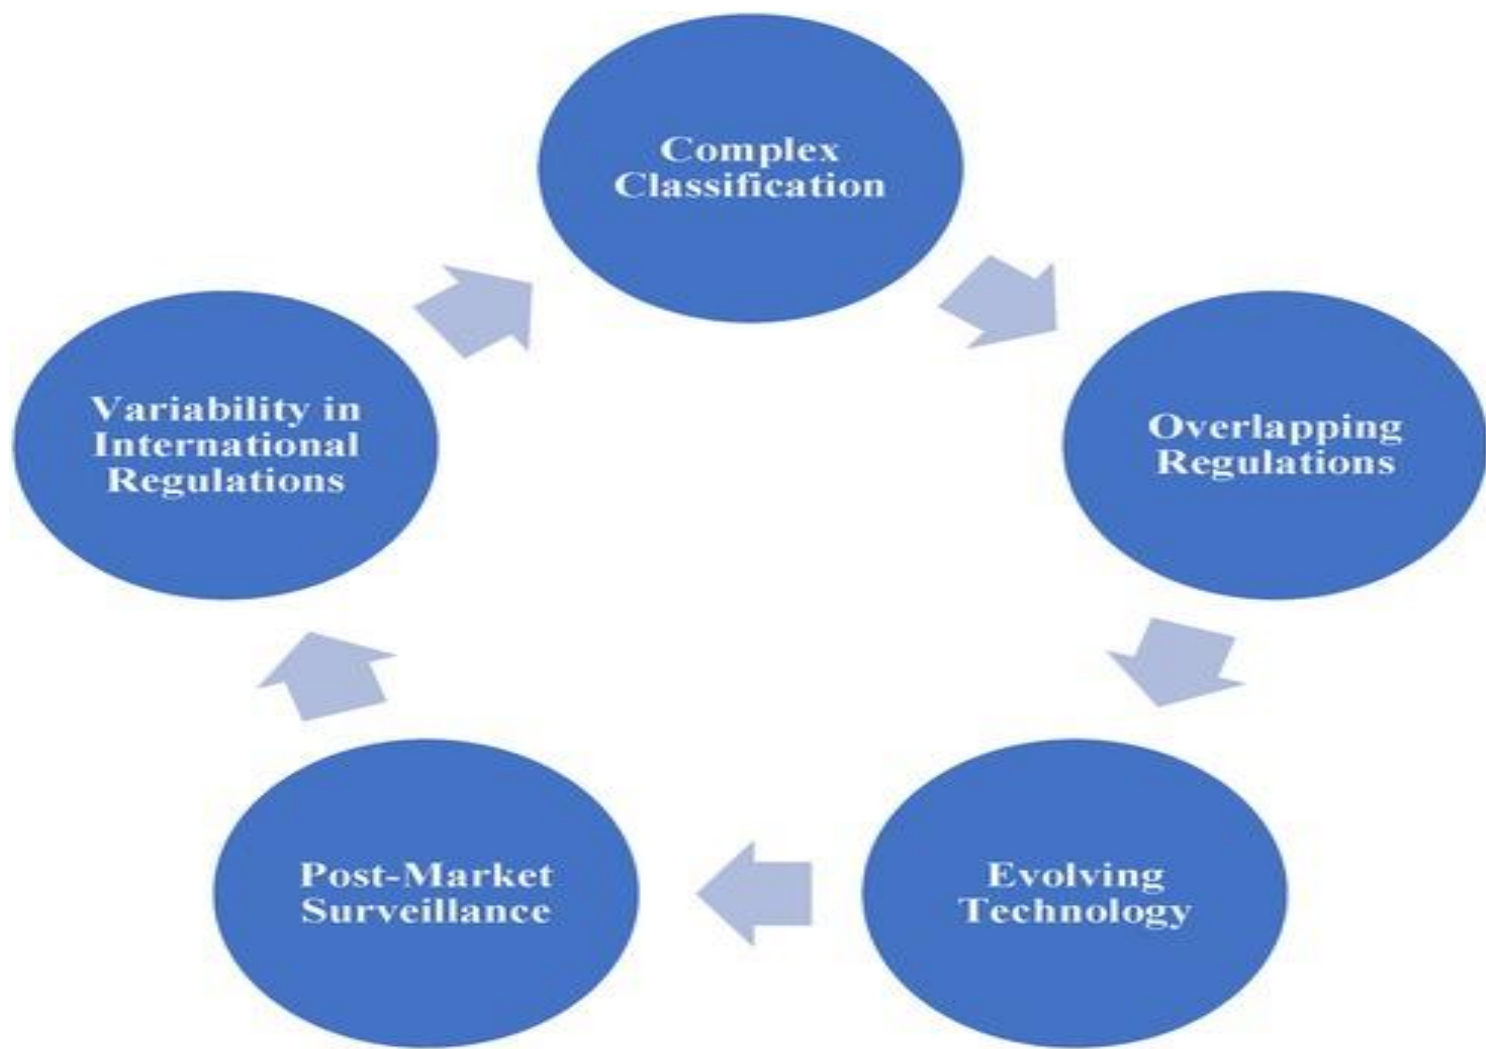 Complex
Classification
Overlapping
Regulations
Evolving
Technology
Post-Market
Surveillance
Variability in
International
Regulations